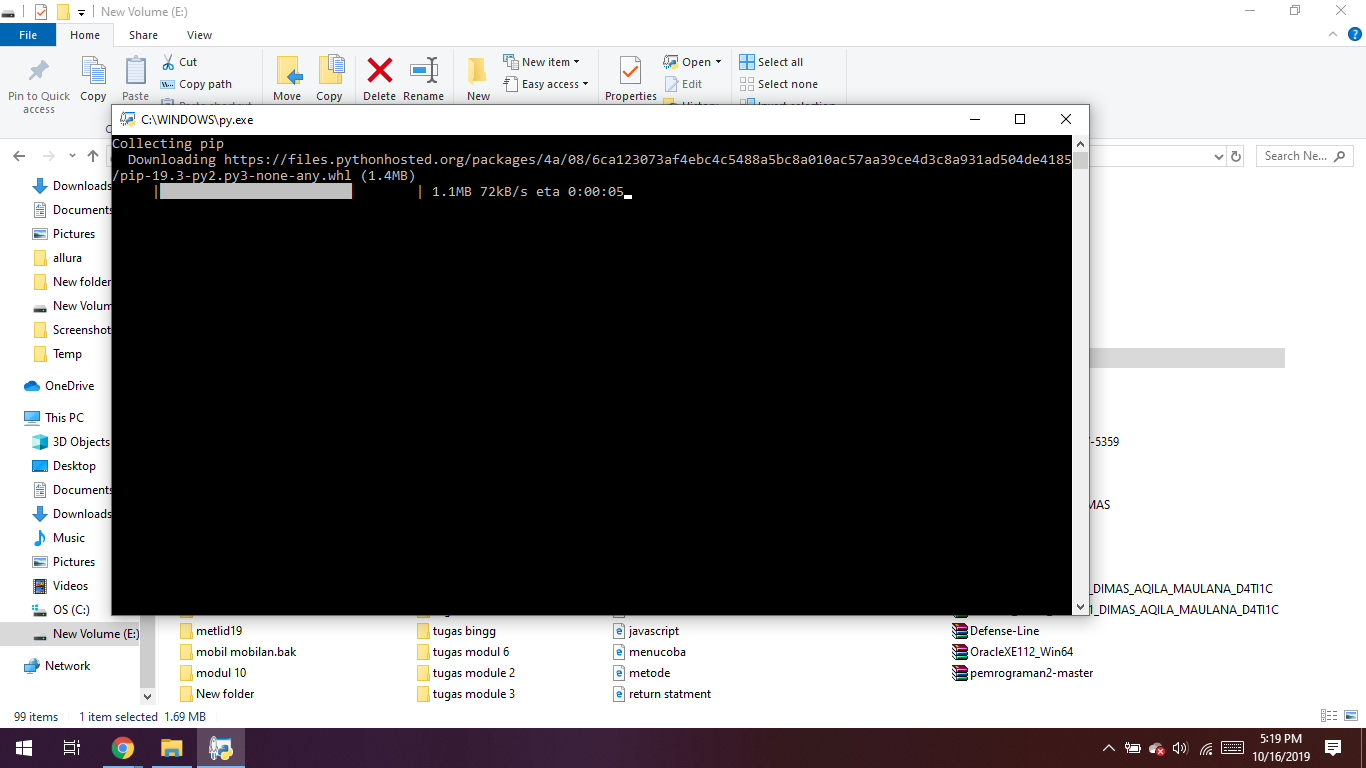 New Volume (E:)
File Home Share View
Pin to Quick access
Copy
Paste
Cut
Copy path
Move
Copy
Delete
Rename
New
New item
Easy access
Properties
Open
Edit
Select all
Select none
C:\WINDOWS\py.exe
Collecting pip
Downloading https://files.pythonhosted.org/packages/4a/08/6ca123073af4ebc4c5488a5bc8a010ac57aa39ce4d3c8a931ad504de4185
/pip-19.3-py2.py3-none-any.whl (1.4MB)
| | 1.1MB 72kB/s eta 0:00:05
Search Ne...
Downloads
Documents
Pictures
allura
New folder
New Volum
Screenshot
Temp
OneDrive
This PC
3D Objects
Desktop
Documents
Downloads
Music
Pictures
Videos
OS (C:)
New Volume (E:)
Network
-5359
MAS
_DIMAS_AQILA_MAULANA_D4TI1C
1_DIMAS_AQILA_MAULANA_D4TI1C
metlid19 tugas bingg javascript Defense-Line
mobil mobilan.bak tugas modul 6 menucoba OracleXE112_Win64
modul 10 tugas module 2 metode pemrograman2-master
New folder tugas module 3 return statment
99 items 1 item selected 1.69 MB
5:19 PM
10/16/2019